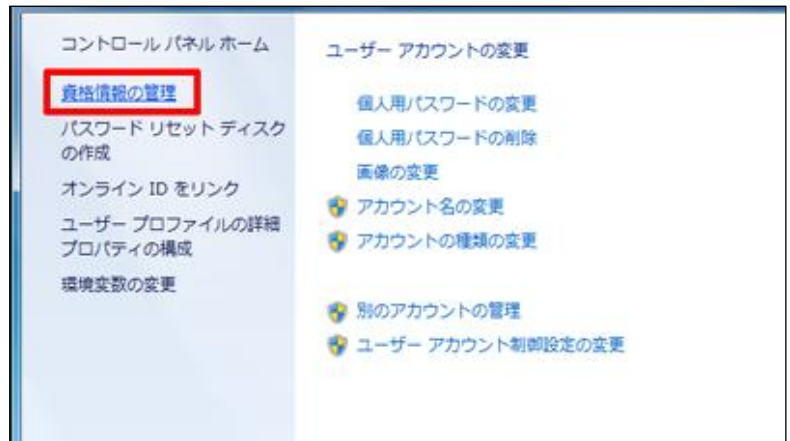 コントロール パネル ホーム
資格情報の管理
パスワード リセット ディスク
の作成
オンライン ID をリンク
ユーザー プロファイルの詳細
プロパティの構成
環境変数の変更
ユーザー アカウントの変更
個人用パスワードの変更
個人用パスワードの削除
画像の変更
アカウント名の変更
アカウントの種類の変更
別のアカウントの管理
ユーザー アカウント制御設定の変更